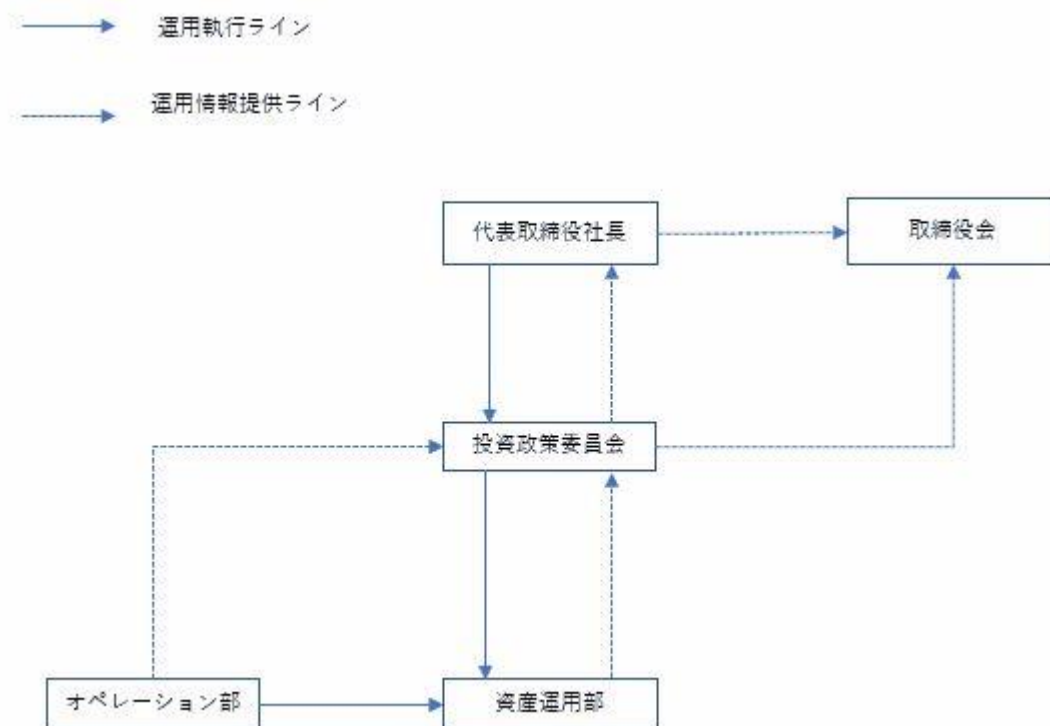 運用執行ライン
運用情報提供ライン
代表取締役社長
取締役会
投資政策委員会
オペレーション部
資産運用部